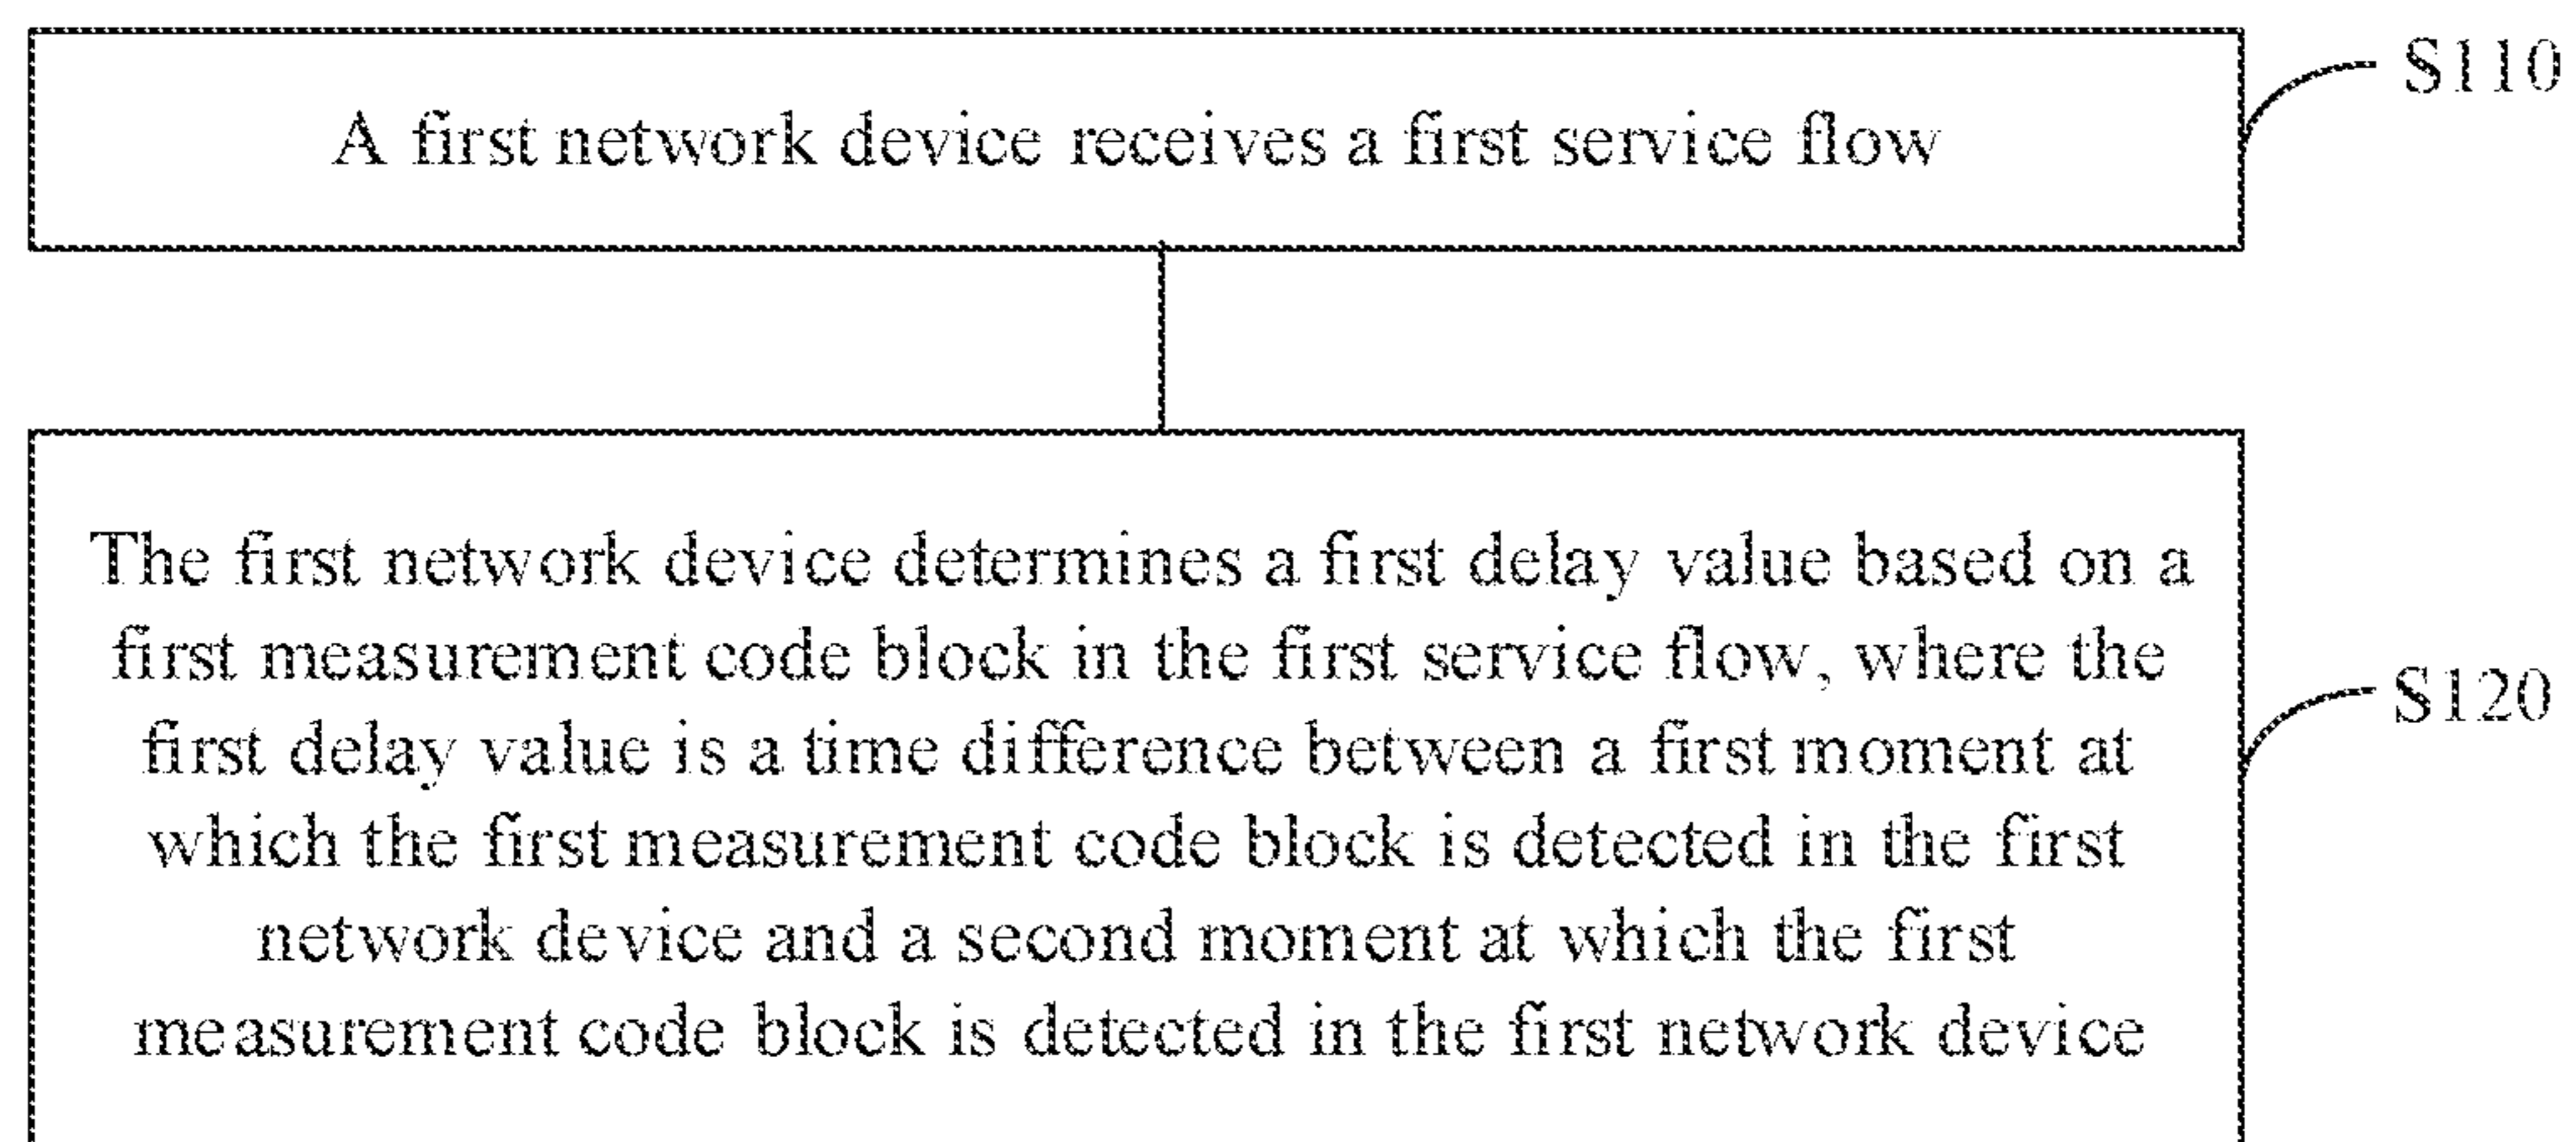 A first network device receives a first service flow
S110
The first network device determines a first delay value based on a
first measurement code block in the first service flow, where the
first delay value is a time difference between a first moment at
which the first measurement code block is detected in the first
network device and a second moment at which the first
measurement code block is detected in the first network device
S120